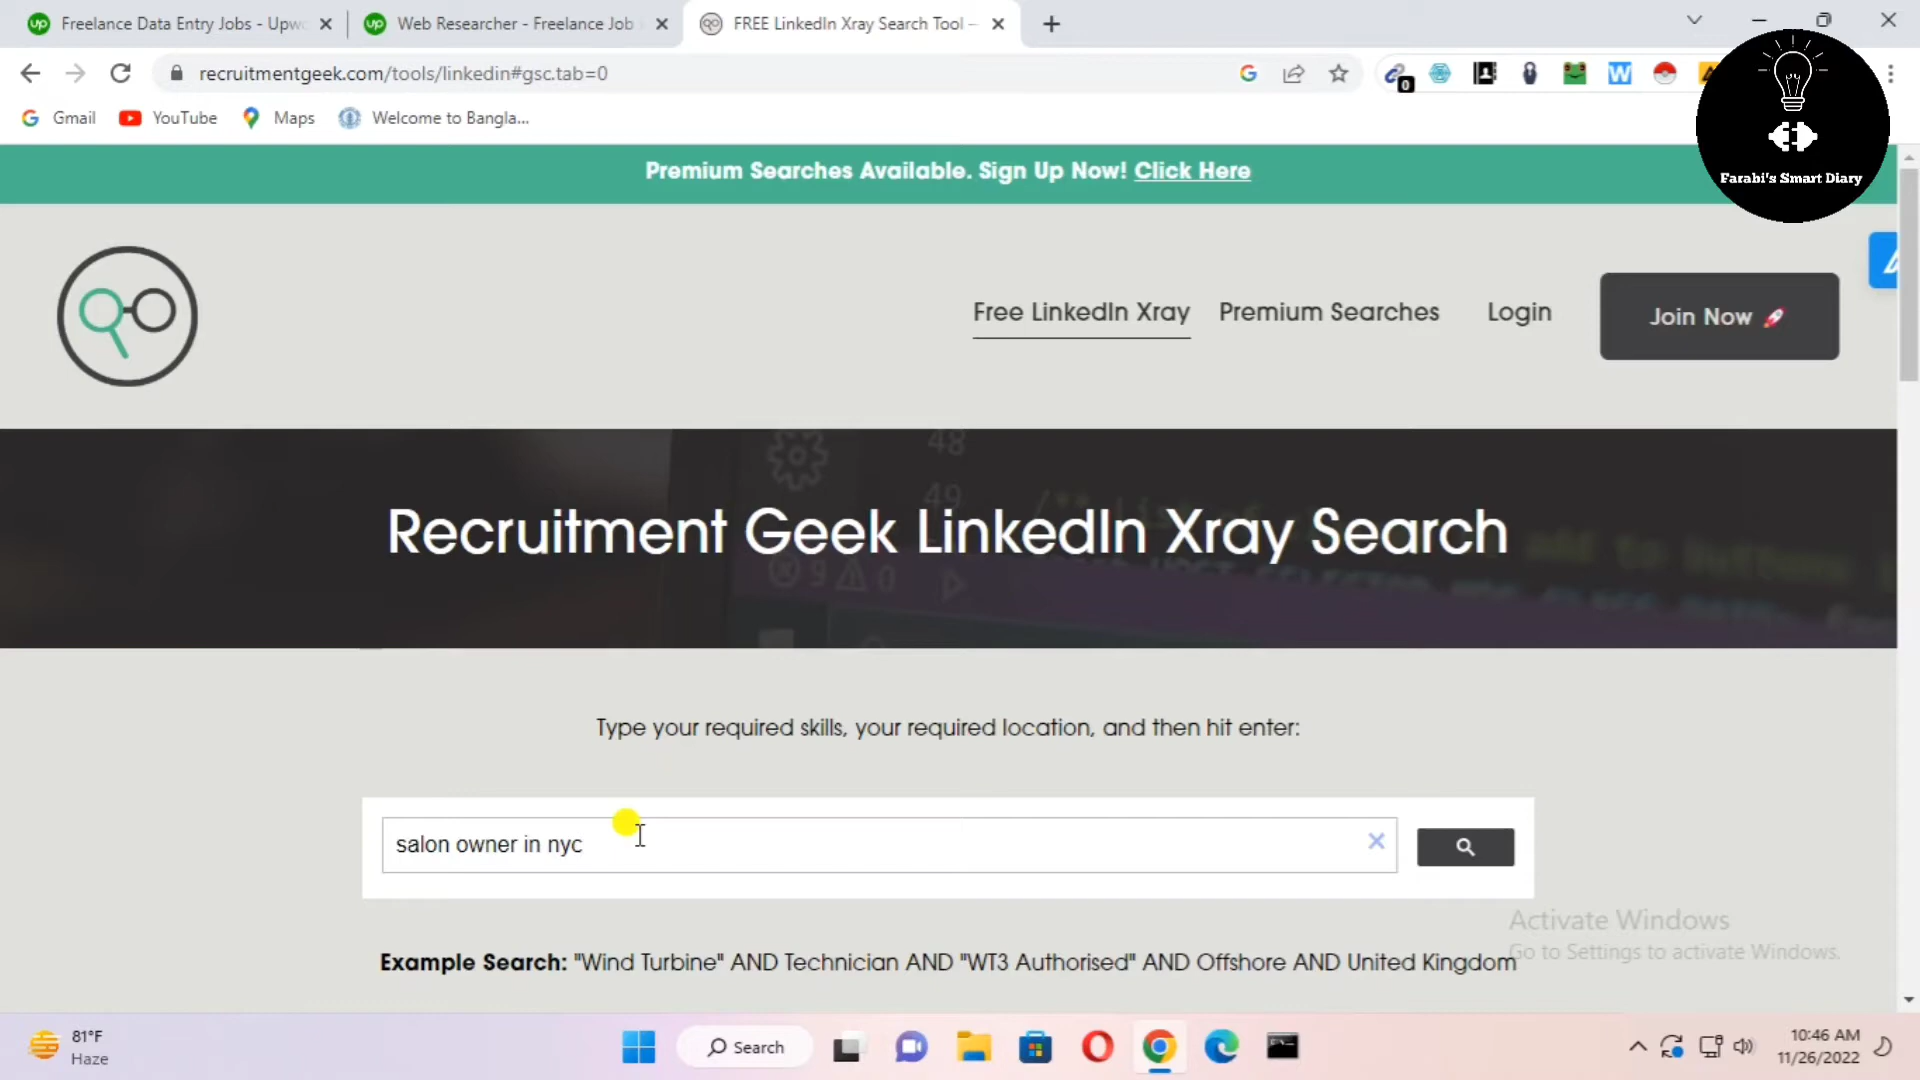 Freelance Data Entry Jobs - Upwo
Web Researcher - Freelance Job
FREE LinkedIn Xray Search Tool –
recruitmentgeek.com/tools/linkedin#gsc.tab=0
0
W
Gmail
YouTube
Maps
Welcome to Bangla...
Farabi's Smart Diary
Premium Searches Available. Sign Up Now! Click Here
Free LinkedIn Xray
Premium Searches
Login
Join Now
48
49
Recruitment Geek LinkedIn Xray Search
Type your required skills, your required location, and then hit enter:
salon owner in nyc
Activate Windows
Go to Settings to activate Windows.
Example Search: "Wind Turbine" AND Technician AND "WT3 Authorised" AND Offshore AND United Kingdom
81°F
Haze
Search
10:46 AM
11/26/2022